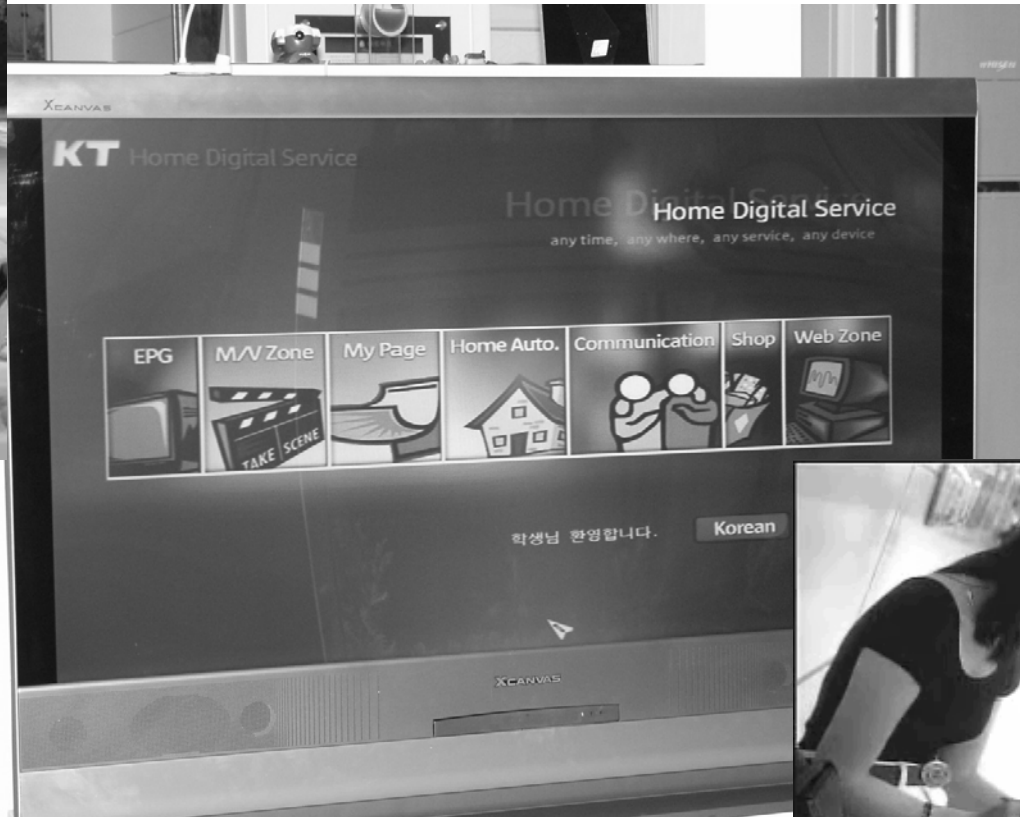 XCANVAS
KT Home Digital Service
Home Digital Service
Home Digital Service
any time, any where, any service, any device
EPG
M/V Zone
My Page
Home Auto.
Communication
Shop
Web Zone
TAKE SCENE
학생님 환영합니다.
Korean
XCANVAS